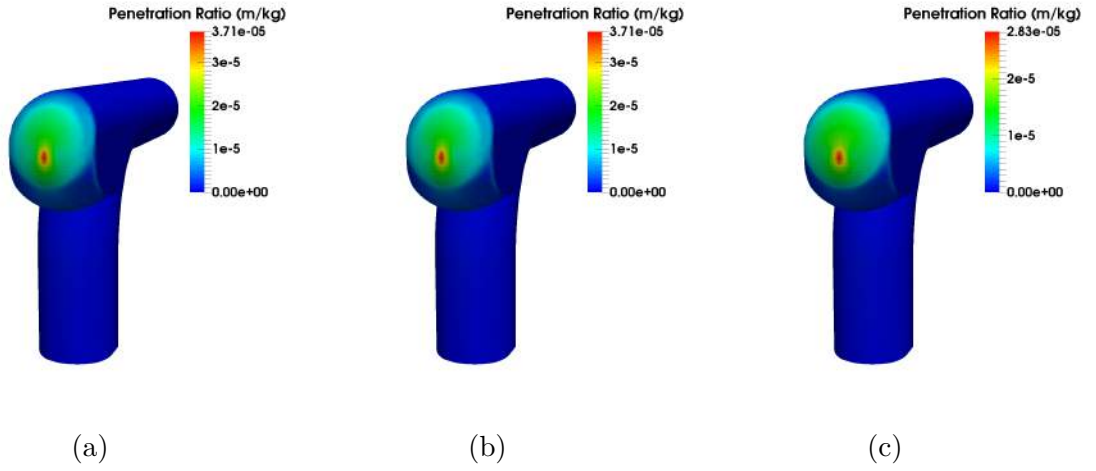 Penetration Ratio (m/kg)
3.71e-05
3e-5
2e-5
1e-5
0.00e+00
(a)
Penetration Ratio (m/kg)
3.71e-05
3e-5
2e-5
1e-5
0.00e+00
(b)
Penetration Ratio (m/kg)
2.83e-05
2e-5
1e-5
0.00e+00
(c)